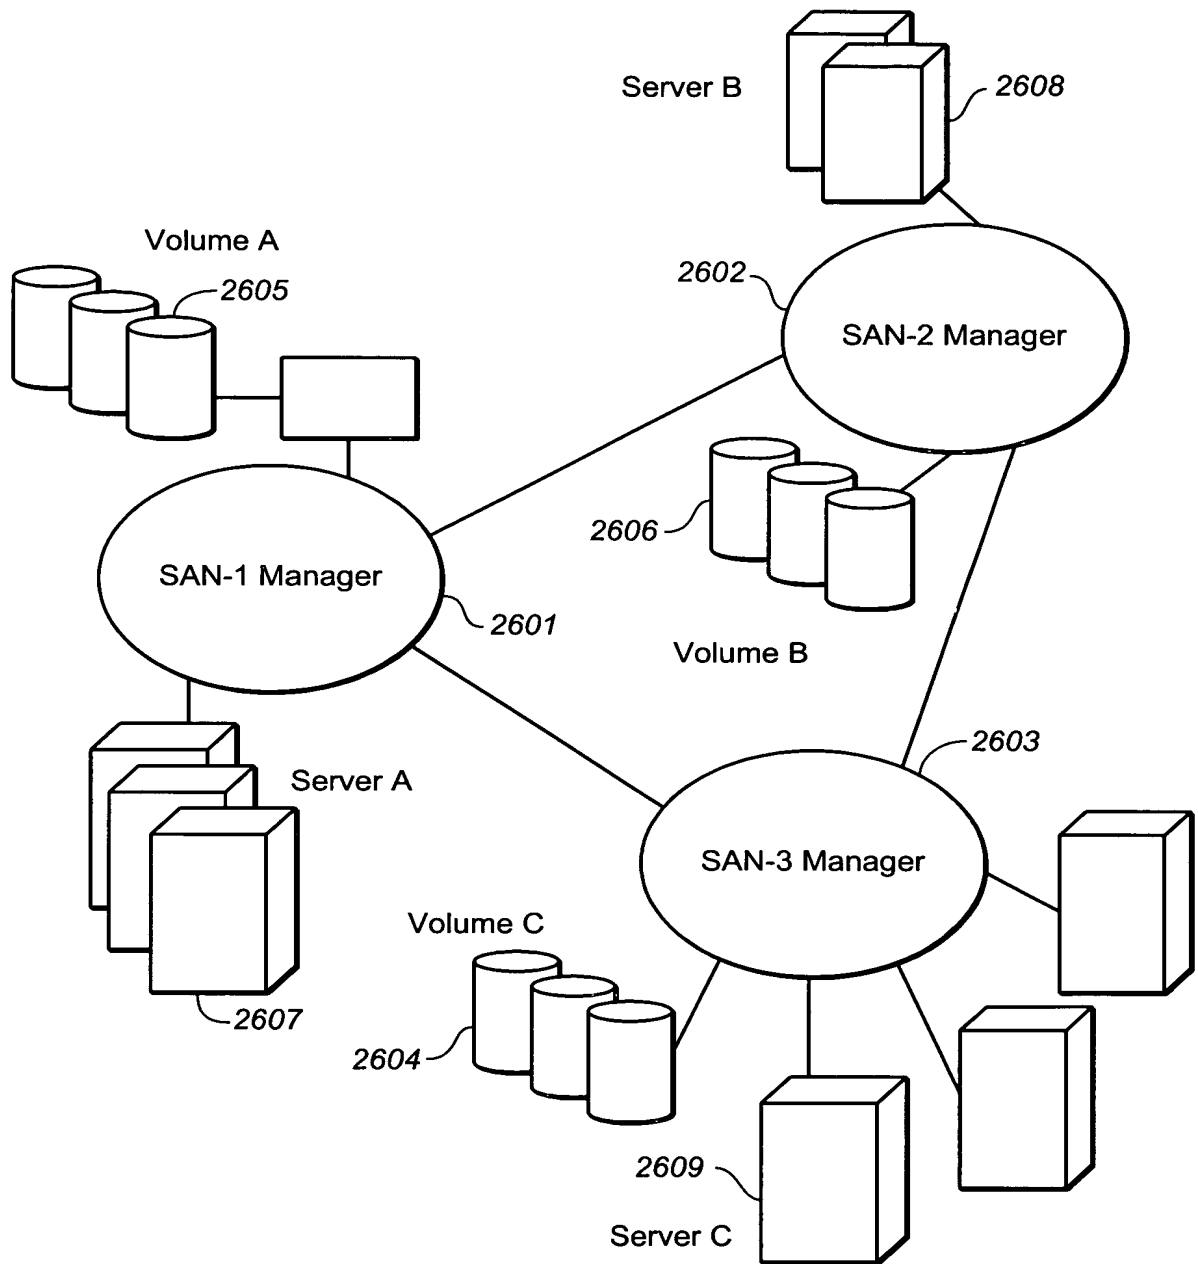 Server B
2608
Volume A
2605
2602
SAN-2 Manager
2606
SAN-1 Manager
2601
Volume B
2603
Server A
SAN-3 Manager
Volume C
2607
2604
2609
Server C